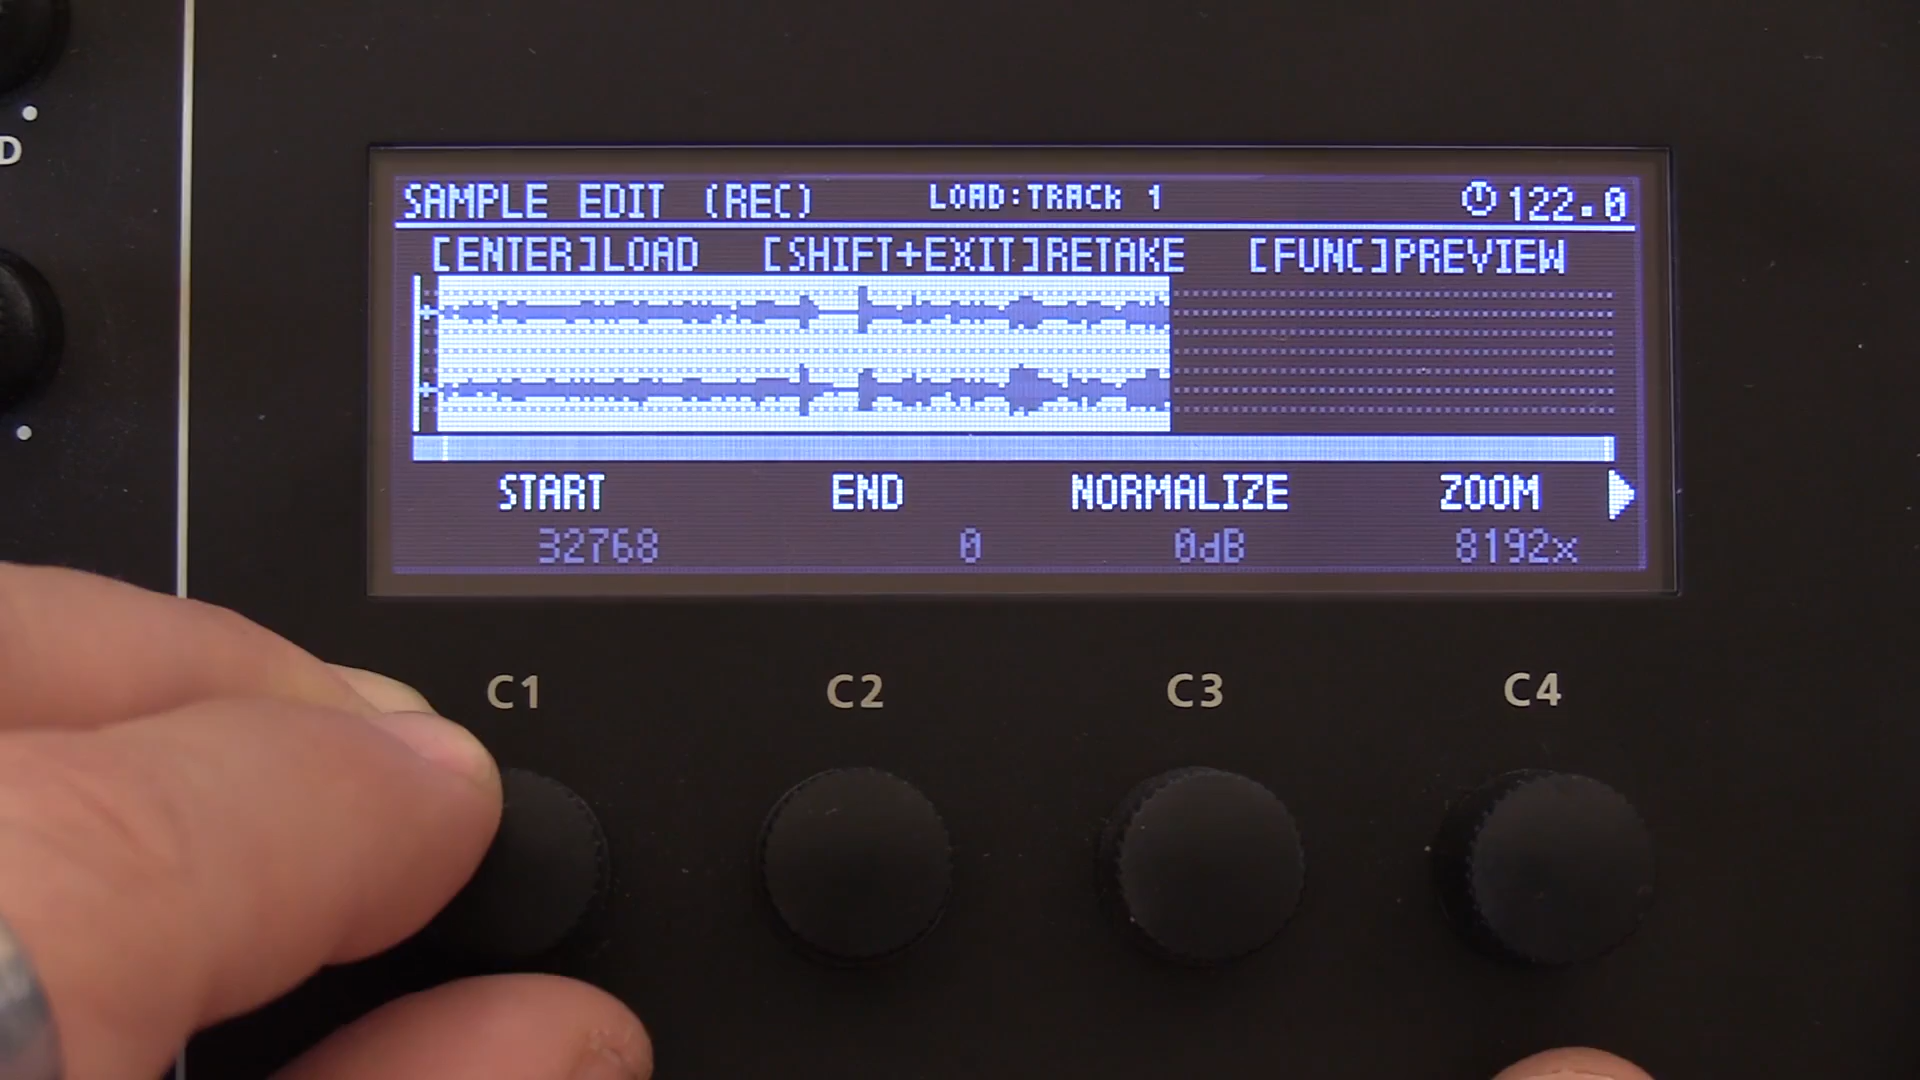 D
SAMPLE EDIT (REC) LOAD:TRACK 1 122.0
[ENTER]LOAD [SHIFT+EXIT]RETAKE [FUNC]PREVIEW
START END NORMALIZE ZOOM
32768 0 0dB 8192x
C1 C2 C3 C4